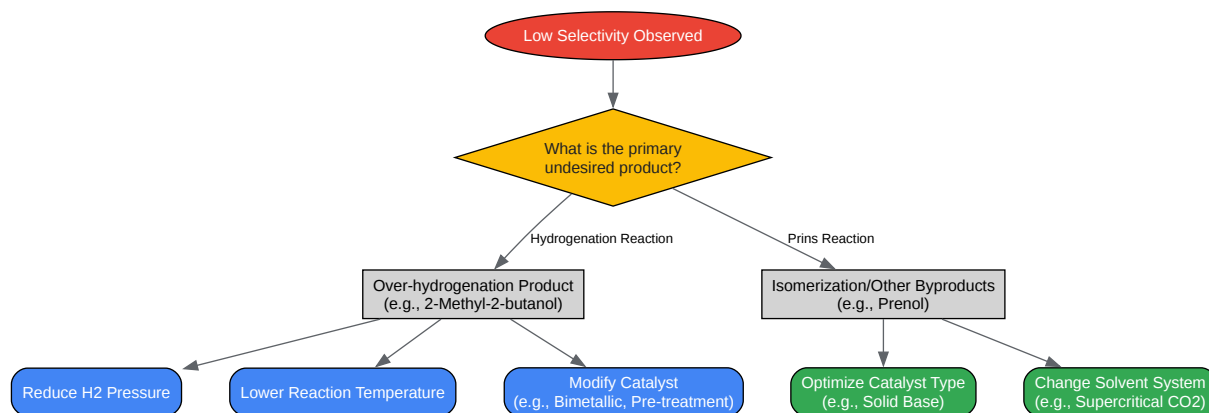 Low Selectivity Observed
What is the primary
undesired product?
Hydrogenation Reaction
Prins Reaction
Over-hydrogenation Product
(e.g., 2-Methyl-2-butanol)
Isomerization/Other Byproducts
(e.g., Prenol)
Reduce H2 Pressure
Lower Reaction Temperature
Modify Catalyst
(e.g., Bimetallic, Pre-treatment)
Optimize Catalyst Type
(e.g., Solid Base)
Change Solvent System
(e.g., Supercritical CO2)